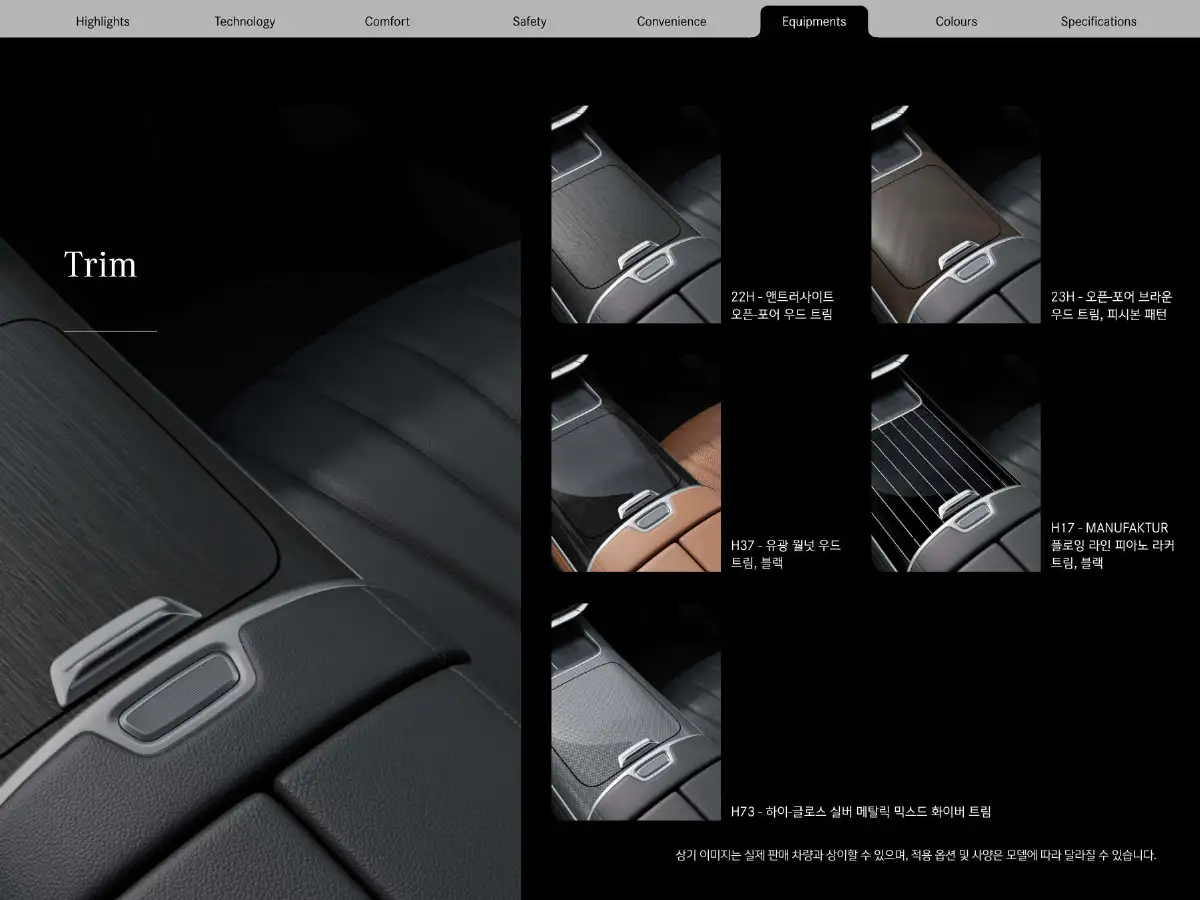 Highlights
Technology
Comfort
Safety
Convenience
Equipments
Colours
Specifications
Trim
22H - 앤트러사이트
오픈-포어 우드 트림
23H - 오픈-포어 브라운
우드 트림, 피시본 패턴
H37 - 유광 월넛 우드
트림, 블랙
H17 - MANUFAKTUR
플로잉 라인 피아노 라커
트림, 블랙
H73 - 하이-글로스 실버 메탈릭 믹스드 화이버 트림
상기 이미지는 실제 판매 차량과 상이할 수 있으며, 적용 옵션 및 사양은 모델에 따라 달라질 수 있습니다.